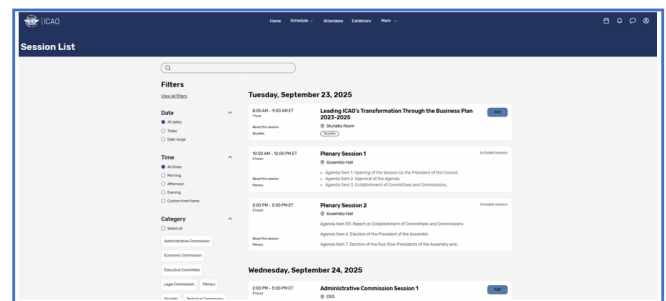 ICAO
Home Schedule Attendees Exhibitors More
Session List
Filters
View all filters
Date
All dates
Today
Date range
Time
All times
Morning
Afternoon
Evening
Custom time frame
Category
Select all
Administrative Commission
Economic Commission
Executive Committee
Legal Commission Plenary
Skytalks Technical Commission
Tuesday, September 23, 2025
8:00 AM - 9:00 AM ET
1 hour
About this session
Skytalks
Leading ICAO's Transformation Through the Business Plan
2023-2025
Skytalks Room
Skytalks
Add
10:00 AM - 12:00 PM ET
2 hours
About this session
Plenary
Plenary Session 1
Assembly Hall
Agenda Item 1: Opening of the Session by the President of the Council
Agenda Item 2: Approval of the Agenda
Agenda Item 3: Establishment of Committees and Commissions...
Included session
2:00 PM - 5:00 PM ET
3 hours
About this session
Plenary
Plenary Session 2
Assembly Hall
Report on Establishment of Committees and Commissions
Agenda Item 6: Election of the President of the Assembly
Agenda Item 7: Election of the four Vice-Presidents of the Assembly and,...
Included session
Wednesday, September 24, 2025
2:00 PM - 5:00 PM ET
3 hours
Administrative Commission Session 1
CR3
Add